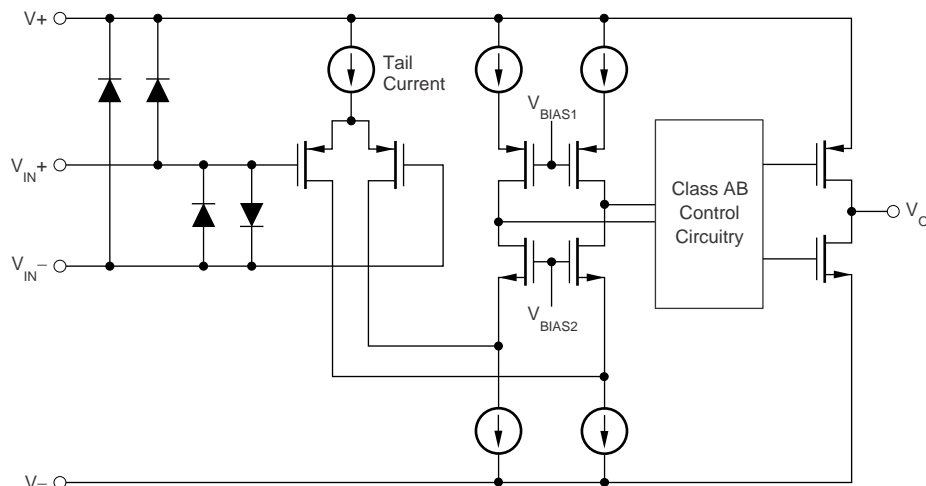 V+
Tail
Current
V_BIAS1
V_IN+
Class AB
Control
Circuitry
V_O
V_IN−
V_BIAS2
V−